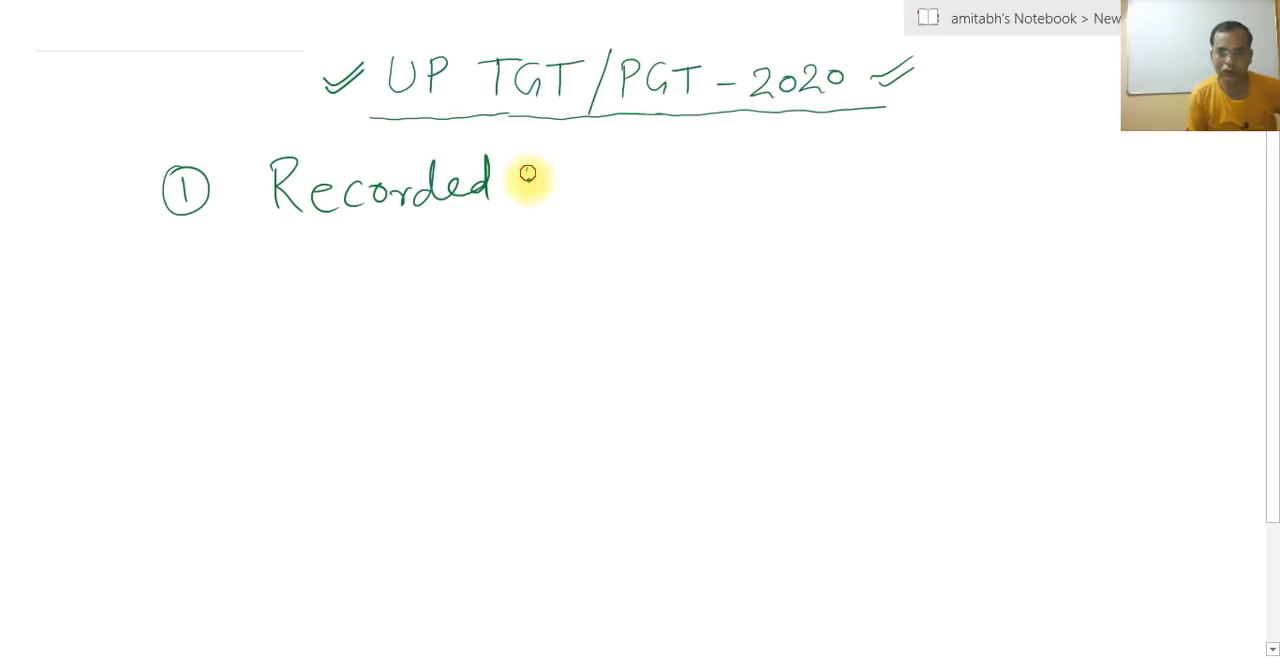 amitabh's Notebook > New
UP TGT/PGT - 2020
① Recorded